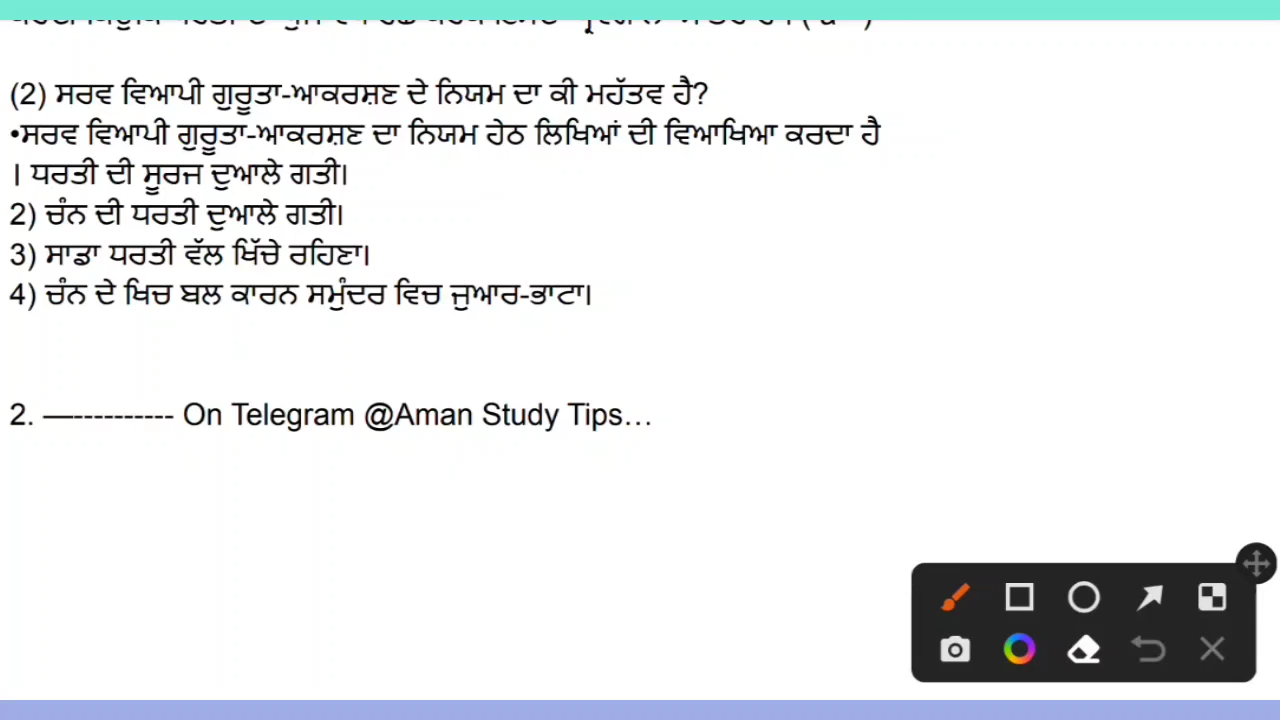 (2) ਸਰਵ ਵਿਆਪੀ ਗੁਰੂਤਾ-ਆਕਰਸ਼ਣ ਦੇ ਨਿਯਮ ਦਾ ਕੀ ਮਹੱਤਵ ਹੈ?
•ਸਰਵ ਵਿਆਪੀ ਗੁਰੂਤਾ-ਆਕਰਸ਼ਣ ਦਾ ਨਿਯਮ ਹੇਠ ਲਿਖਿਆਂ ਦੀ ਵਿਆਖਿਆ ਕਰਦਾ ਹੈ
। ਧਰਤੀ ਦੀ ਸੂਰਜ ਦੁਆਲੇ ਗਤੀ।
2) ਚੰਨ ਦੀ ਧਰਤੀ ਦੁਆਲੇ ਗਤੀ।
3) ਸਾਡਾ ਧਰਤੀ ਵੱਲ ਖਿੱਚੇ ਰਹਿਣਾ।
4) ਚੰਨ ਦੇ ਖਿਚ ਬਲ ਕਾਰਨ ਸਮੁੰਦਰ ਵਿਚ ਜੁਆਰ-ਭਾਟਾ।
2. —---------- On Telegram @Aman Study Tips…